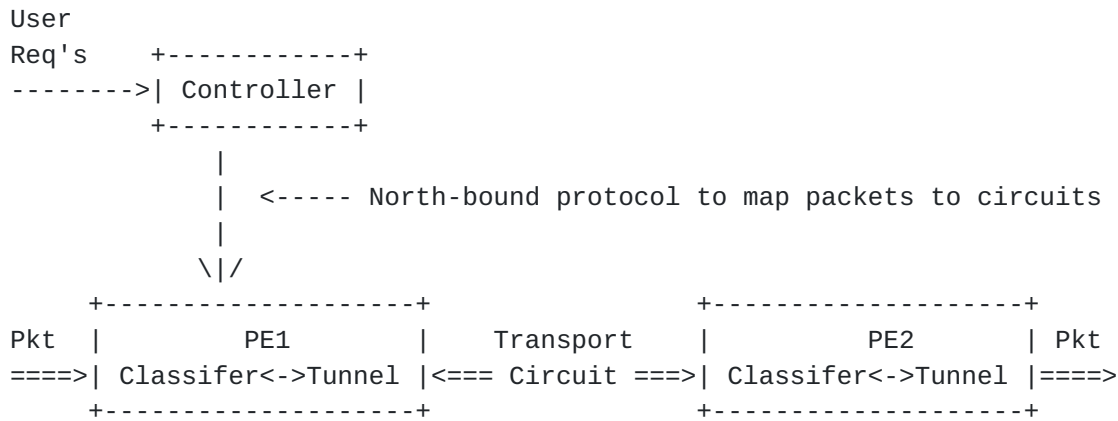 User
Req's     +------------+
-------->| Controller |
         +------------+
             |
             |  <----- North-bound protocol to map packets to circuits
             |
            \|/
     +--------------------+                 +--------------------+
Pkt  |         PE1        |    Transport    |          PE2       | Pkt
====>| Classifer<->Tunnel |<=== Circuit ===>| Classifer<->Tunnel |====>
     +--------------------+                 +--------------------+